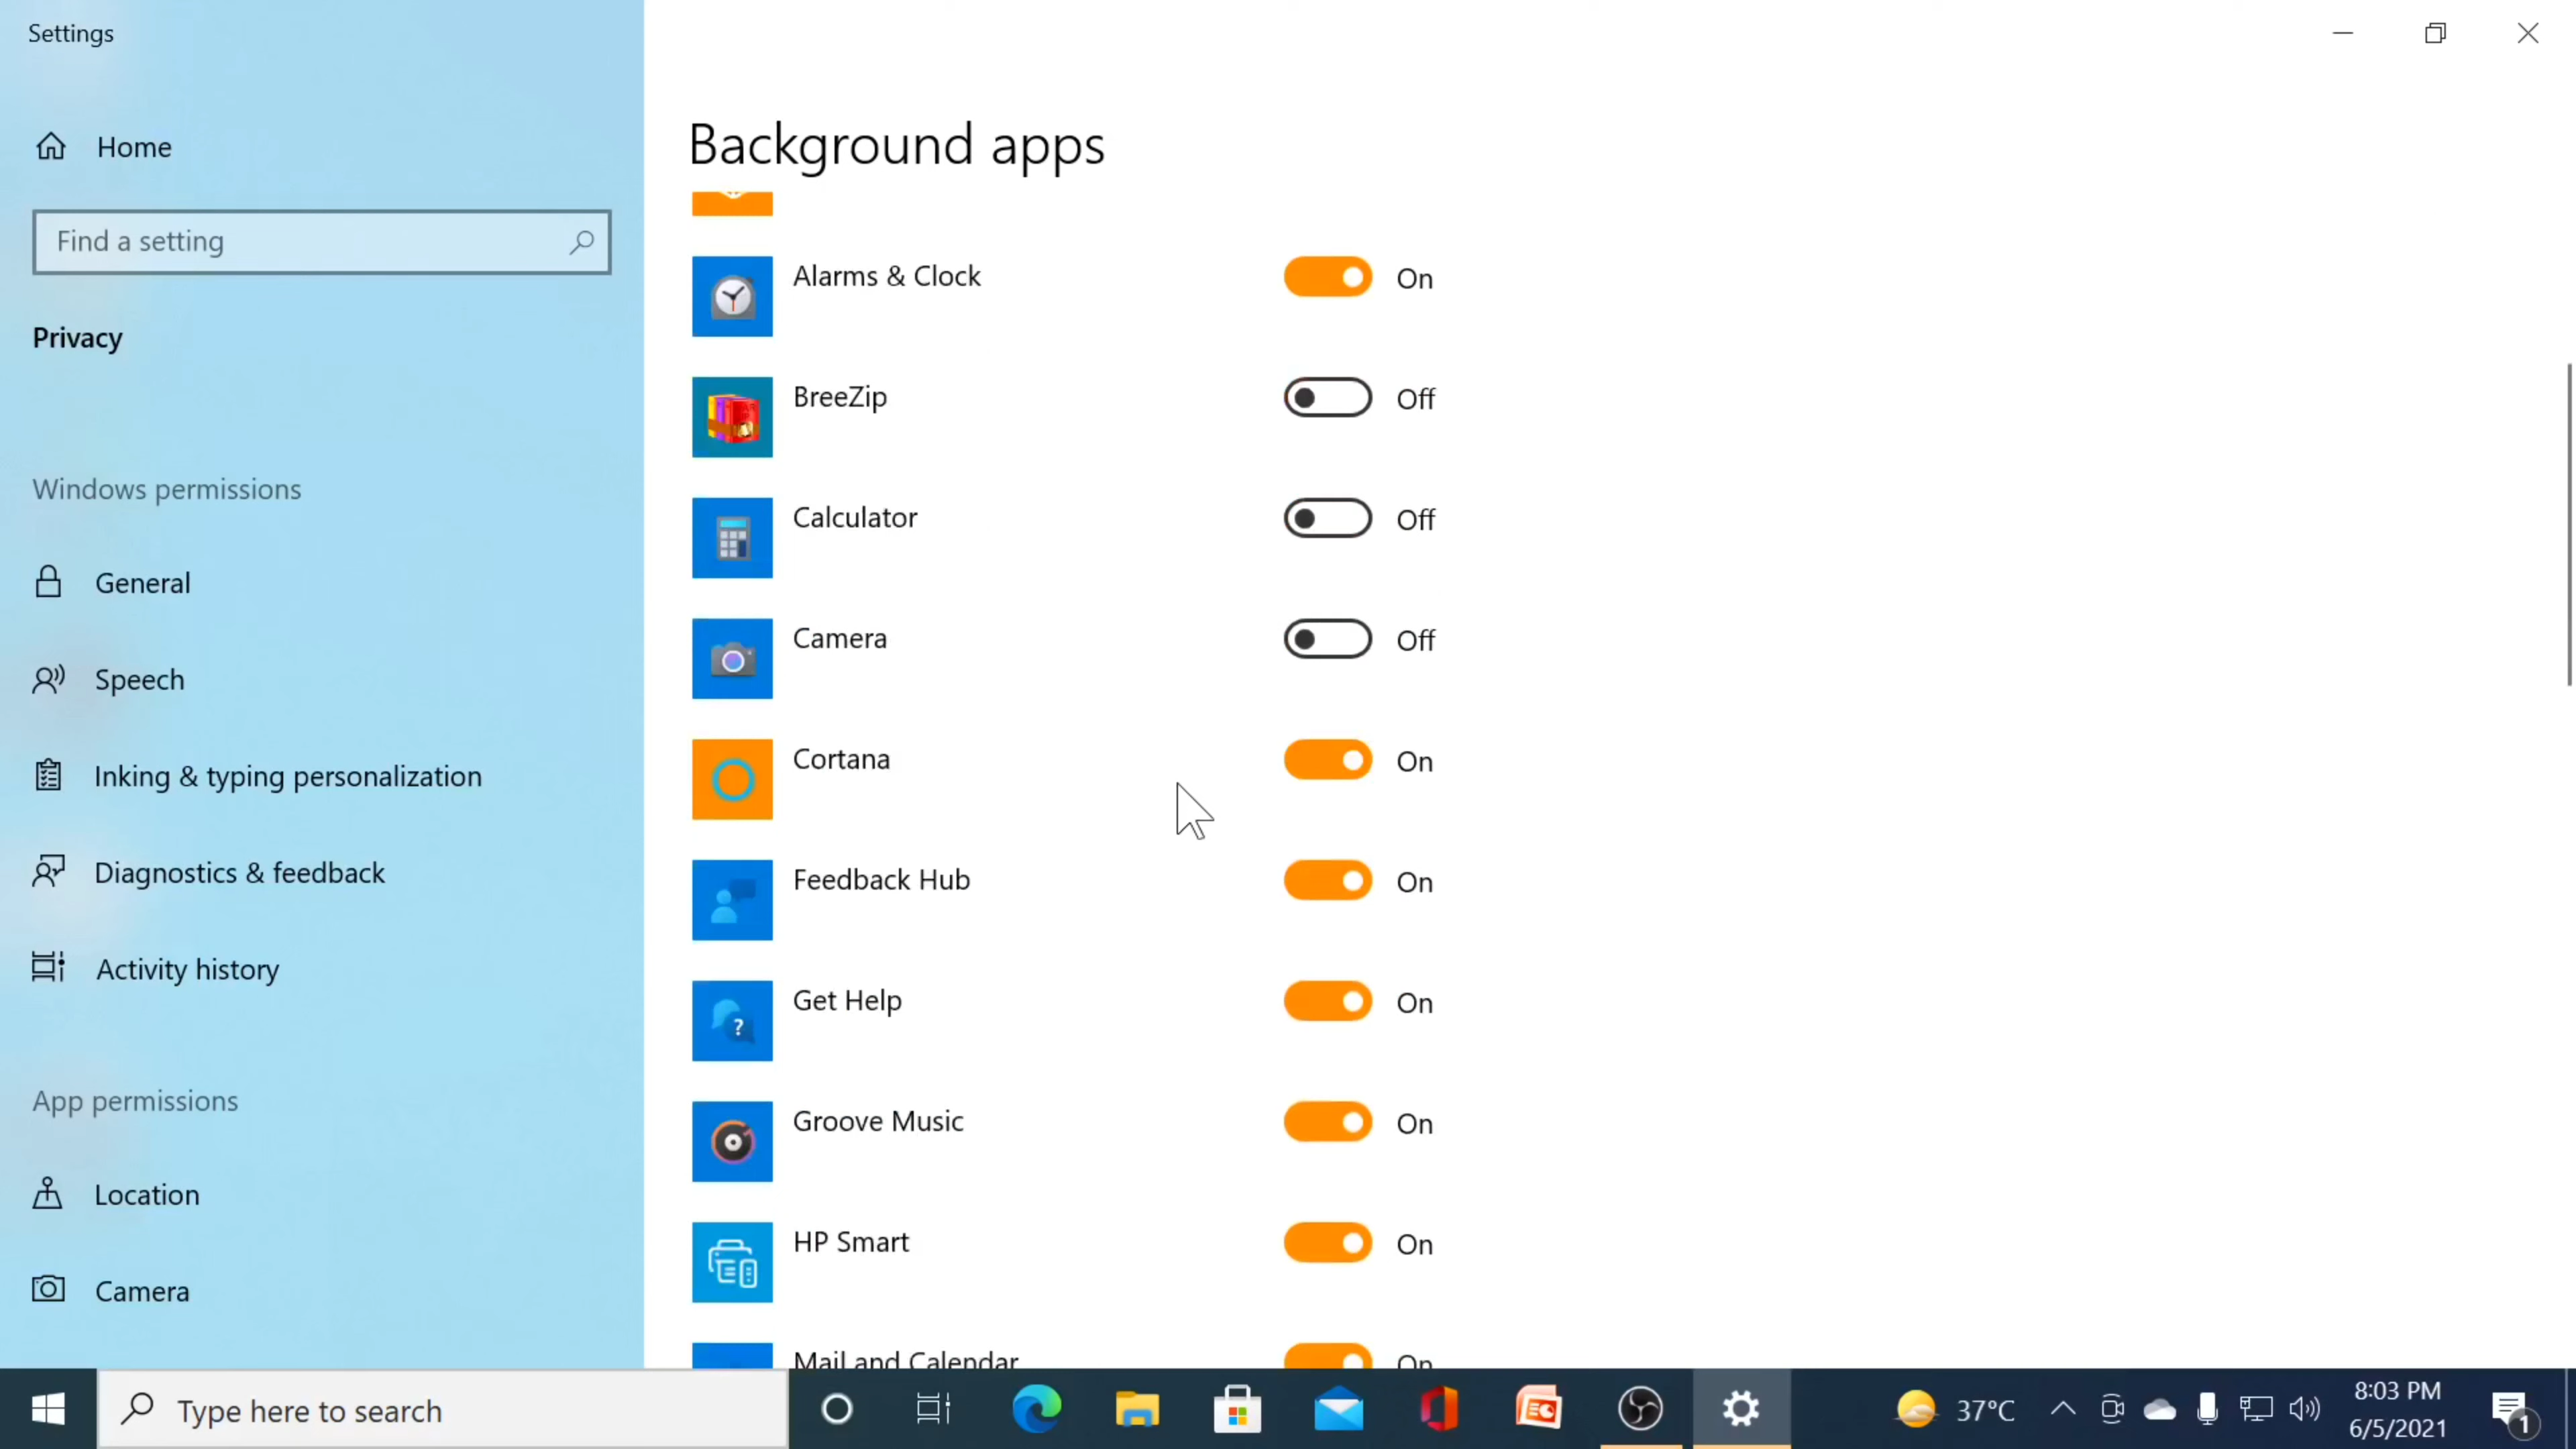 Settings
Home
Find a setting
Privacy
Windows permissions
General
Speech
Inking & typing personalization
Diagnostics & feedback
Activity history
App permissions
Location
Camera
Background apps
Alarms & Clock On
BreeZip Off
Calculator Off
Camera Off
Cortana On
Feedback Hub On
Get Help On
Groove Music On
HP Smart On
Mail and Calendar On
Type here to search
37°C
8:03 PM
6/5/2021
1